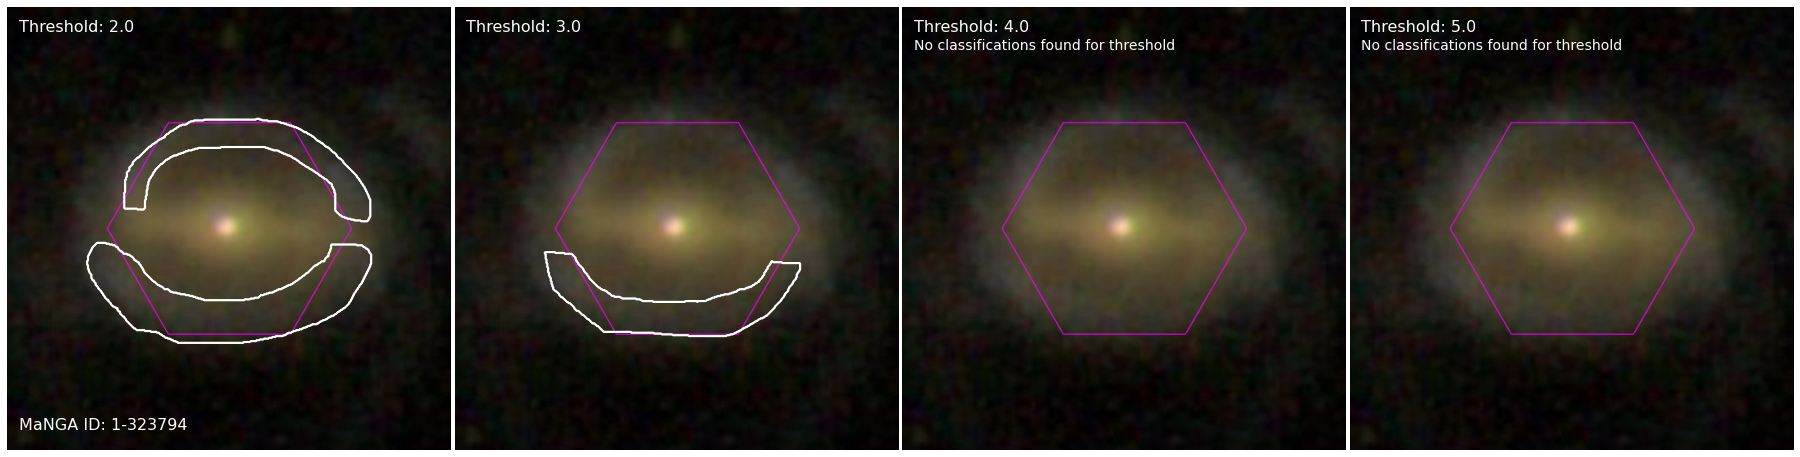 Threshold: 2.0
MaNGA ID: 1-323794
Threshold: 3.0
Threshold: 4.0
No classifications found for threshold
Threshold: 5.0
No classifications found for threshold